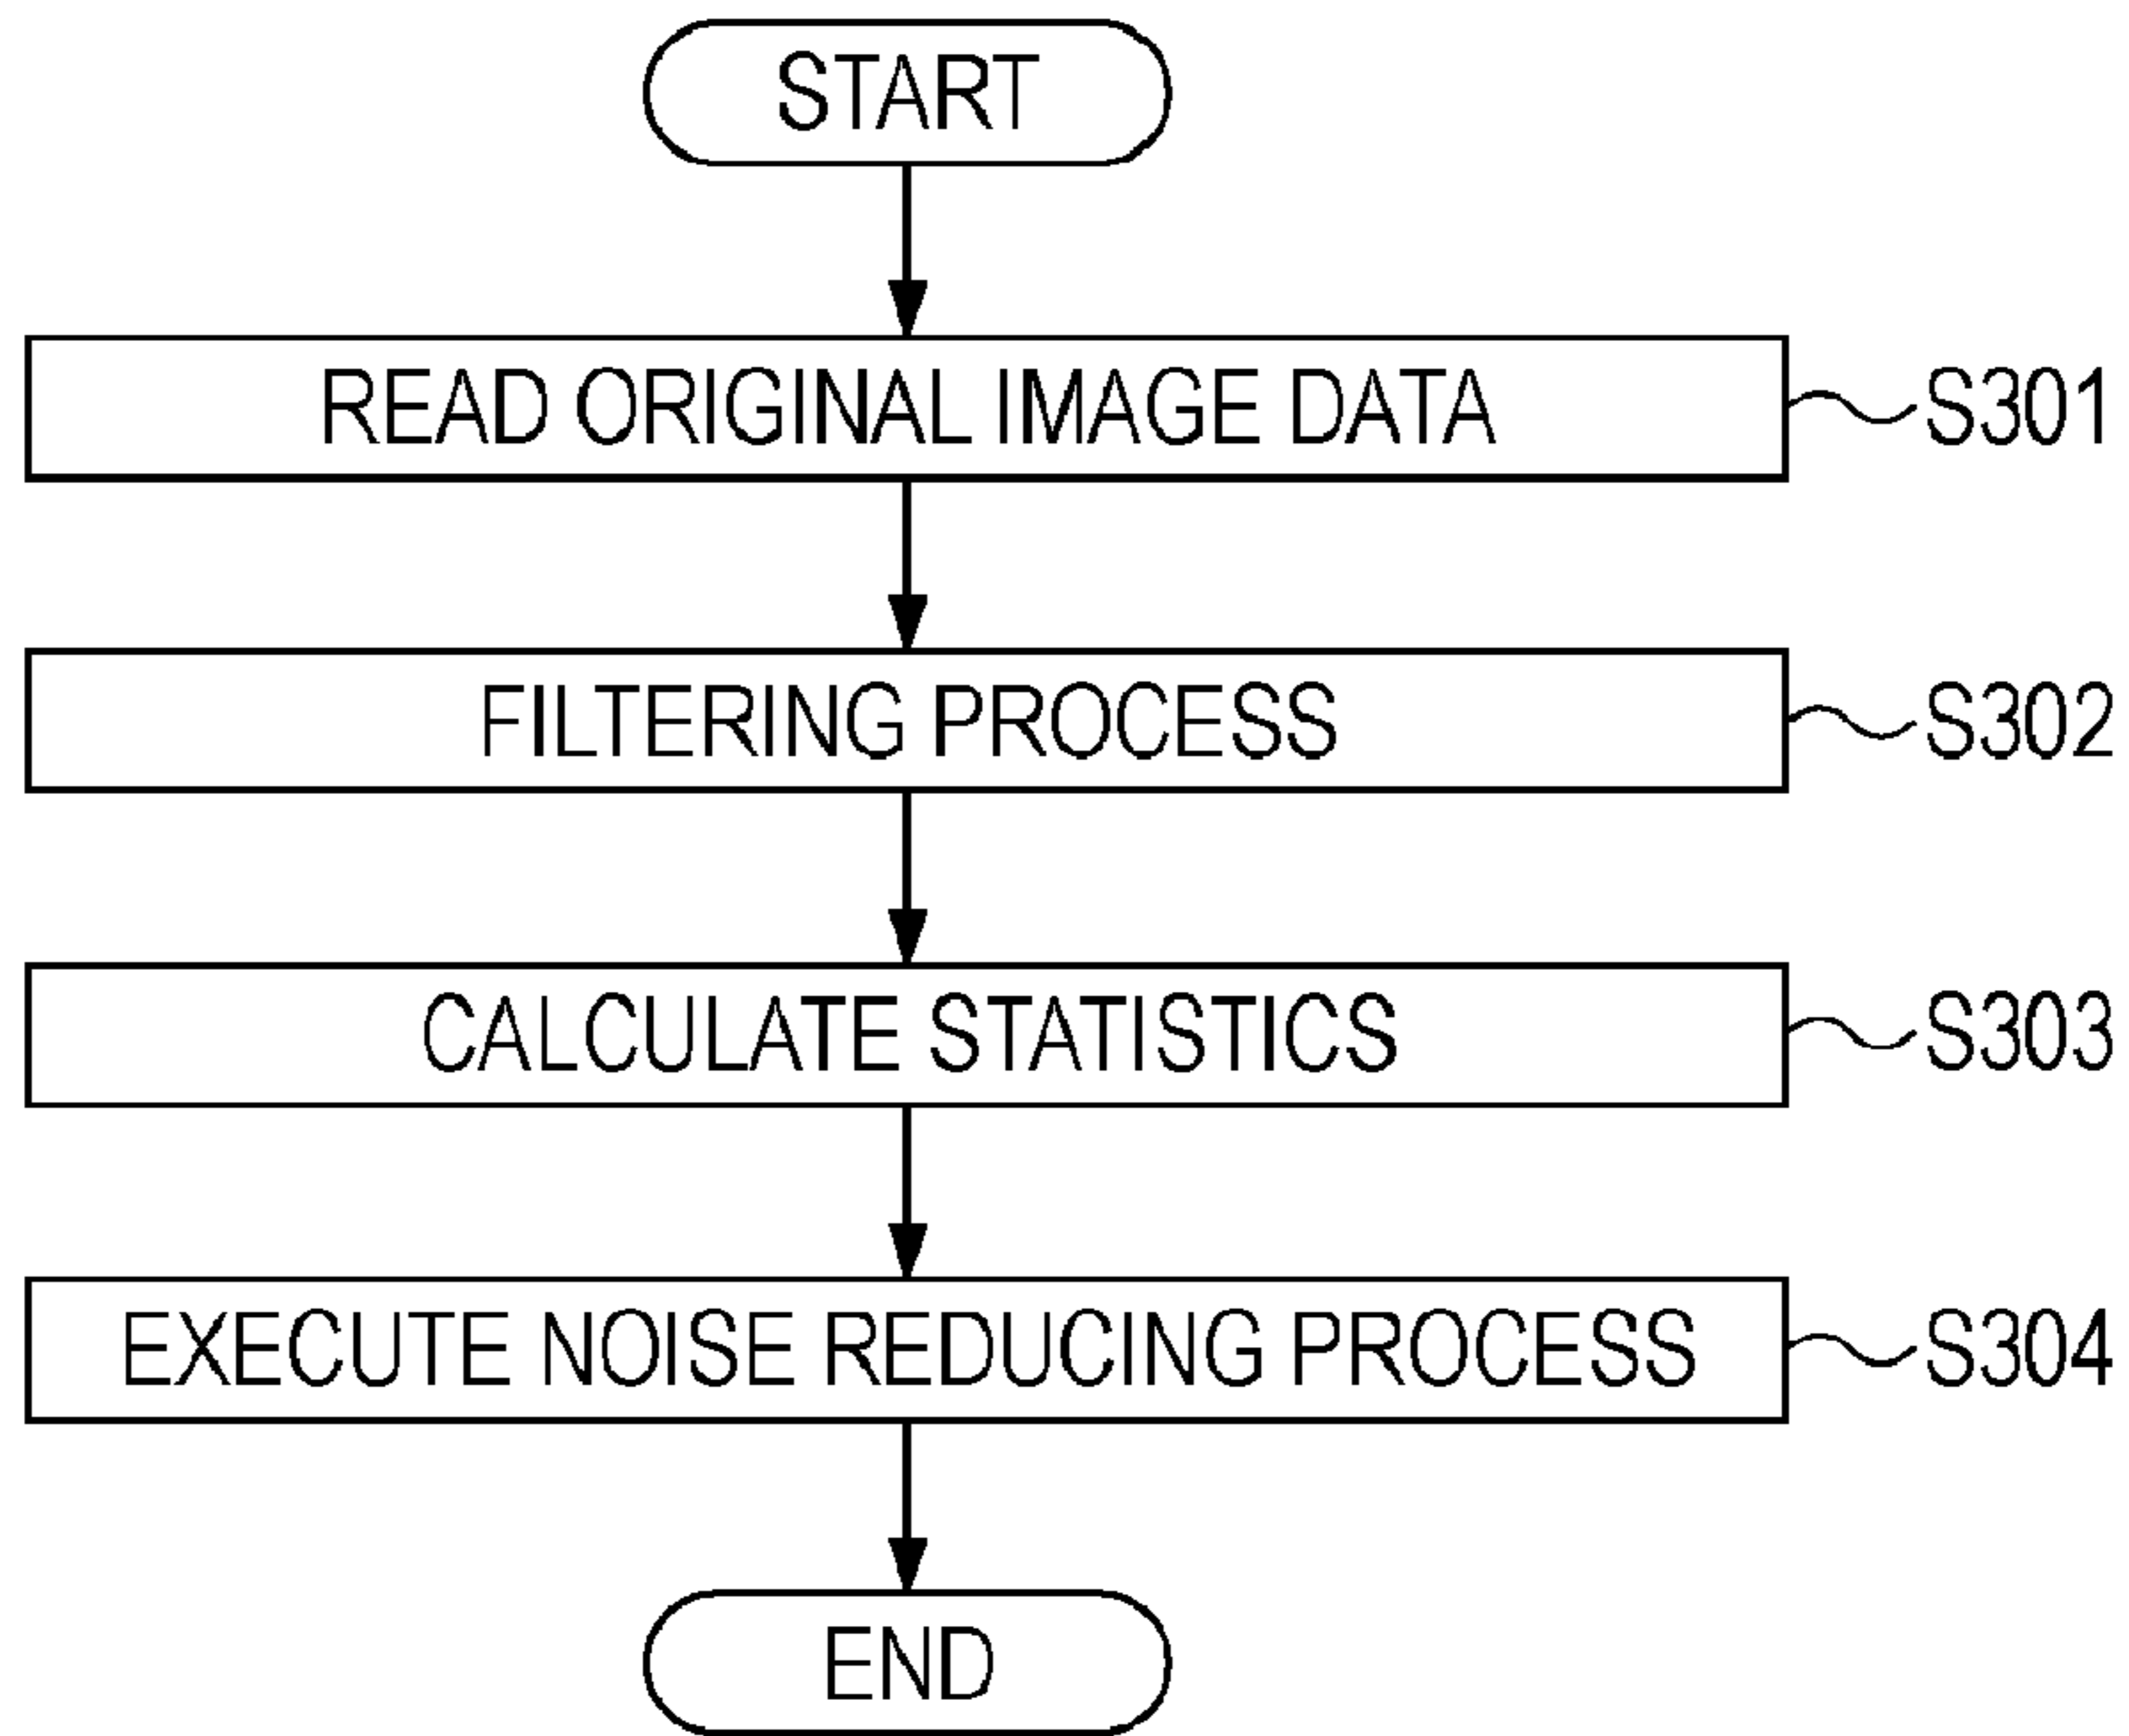 START
READ ORIGINAL IMAGE DATA S301
FILTERING PROCESS S302
CALCULATE STATISTICS S303
EXECUTE NOISE REDUCING PROCESS S304
END